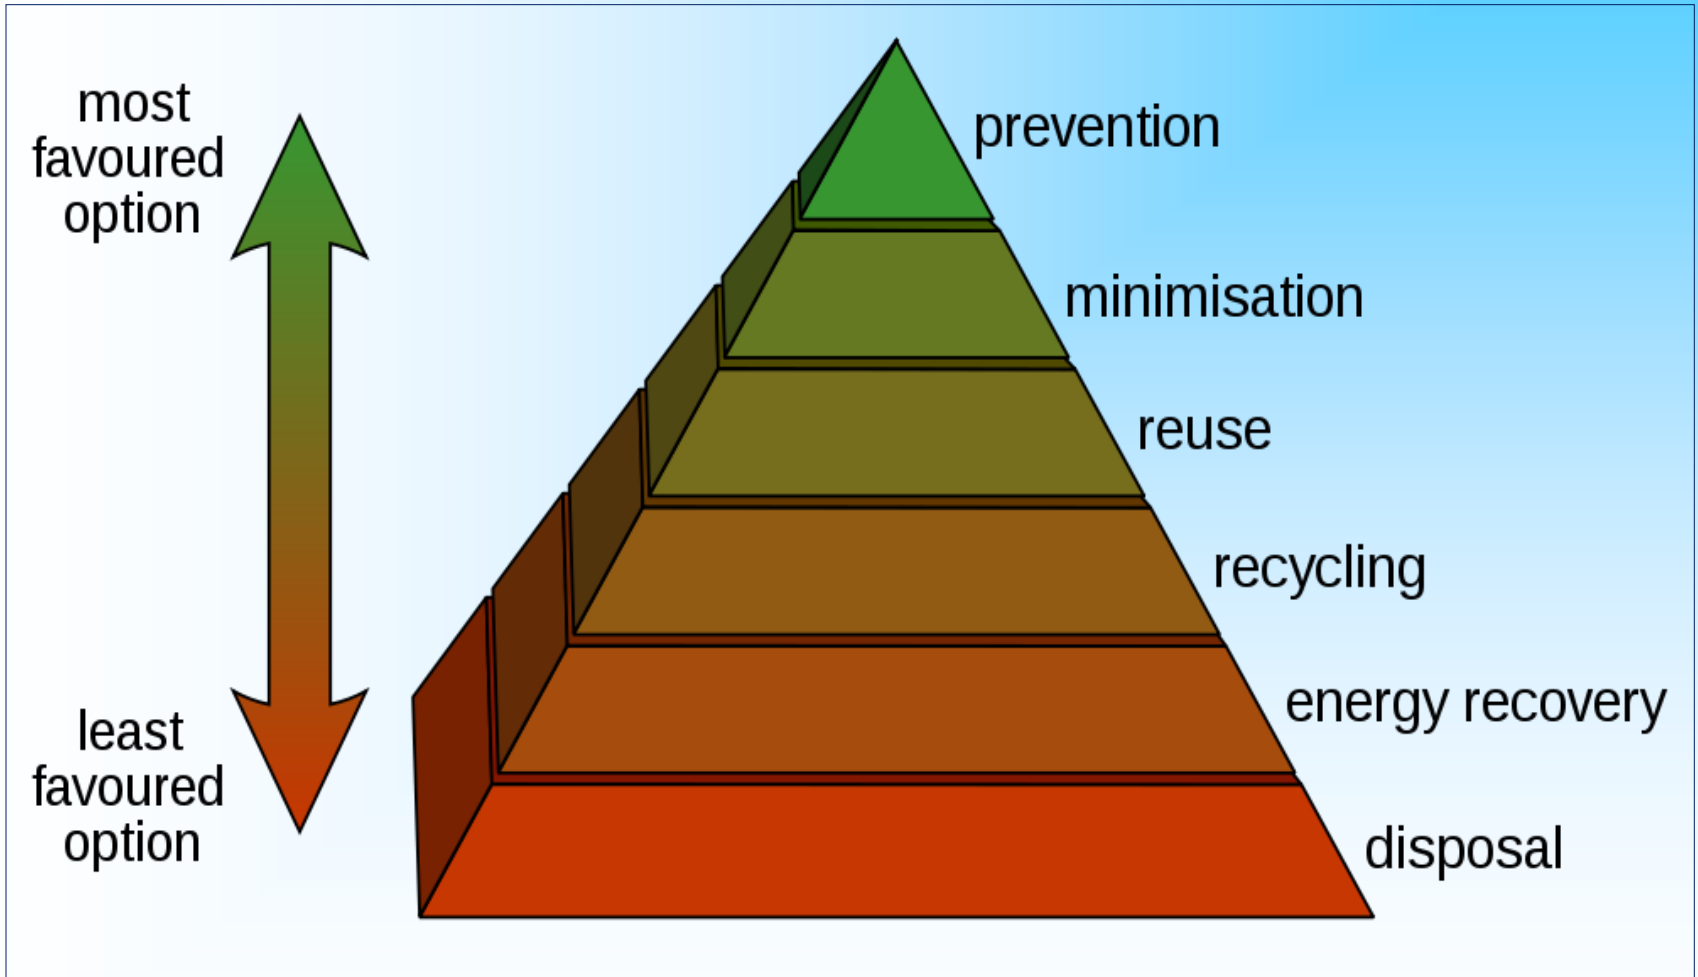 most
favoured
option
prevention
minimisation
reuse
recycling
energy recovery
least
favoured
option
disposal